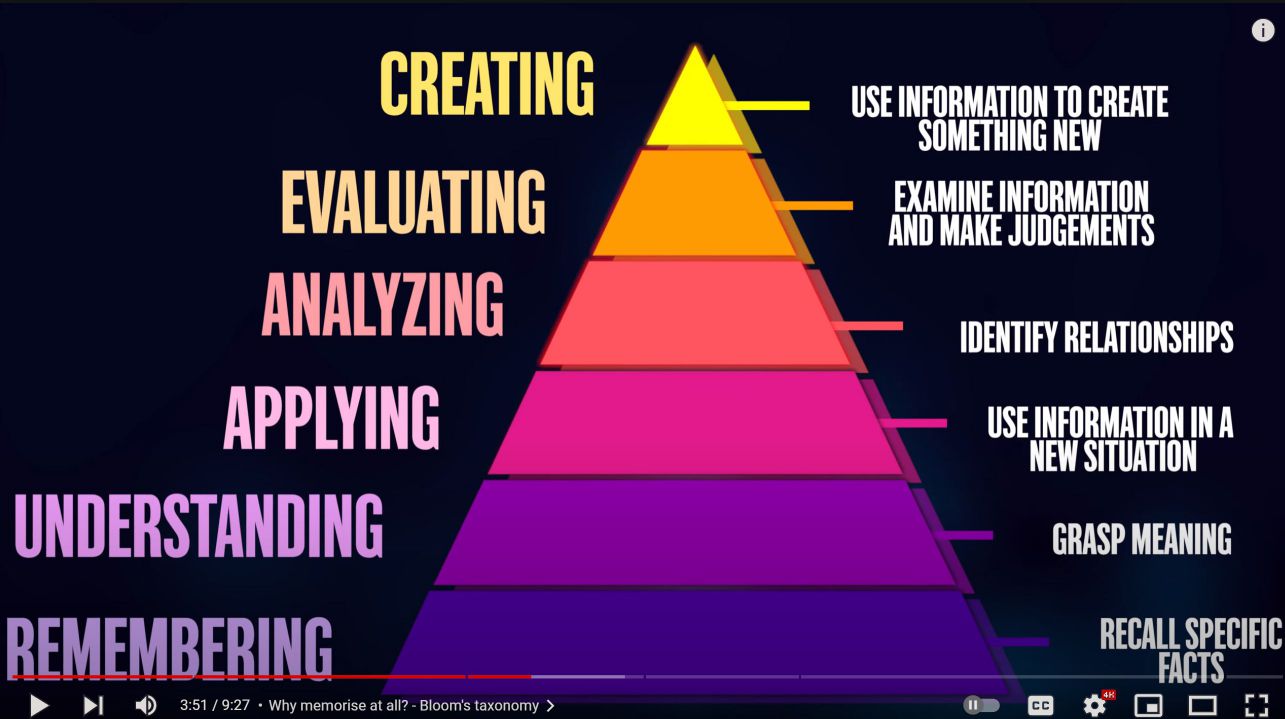 CREATING
USE INFORMATION TO CREATE
SOMETHING NEW
EVALUATING
EXAMINE INFORMATION
AND MAKE JUDGEMENTS
ANALYZING
IDENTIFY RELATIONSHIPS
APPLYING
USE INFORMATION IN A
NEW SITUATION
UNDERSTANDING
GRASP MEANING
REMEMBERING
RECALL SPECIFIC
FACTS
3:51 / 9:27 • Why memorise at all? - Bloom's taxonomy
CC
4K